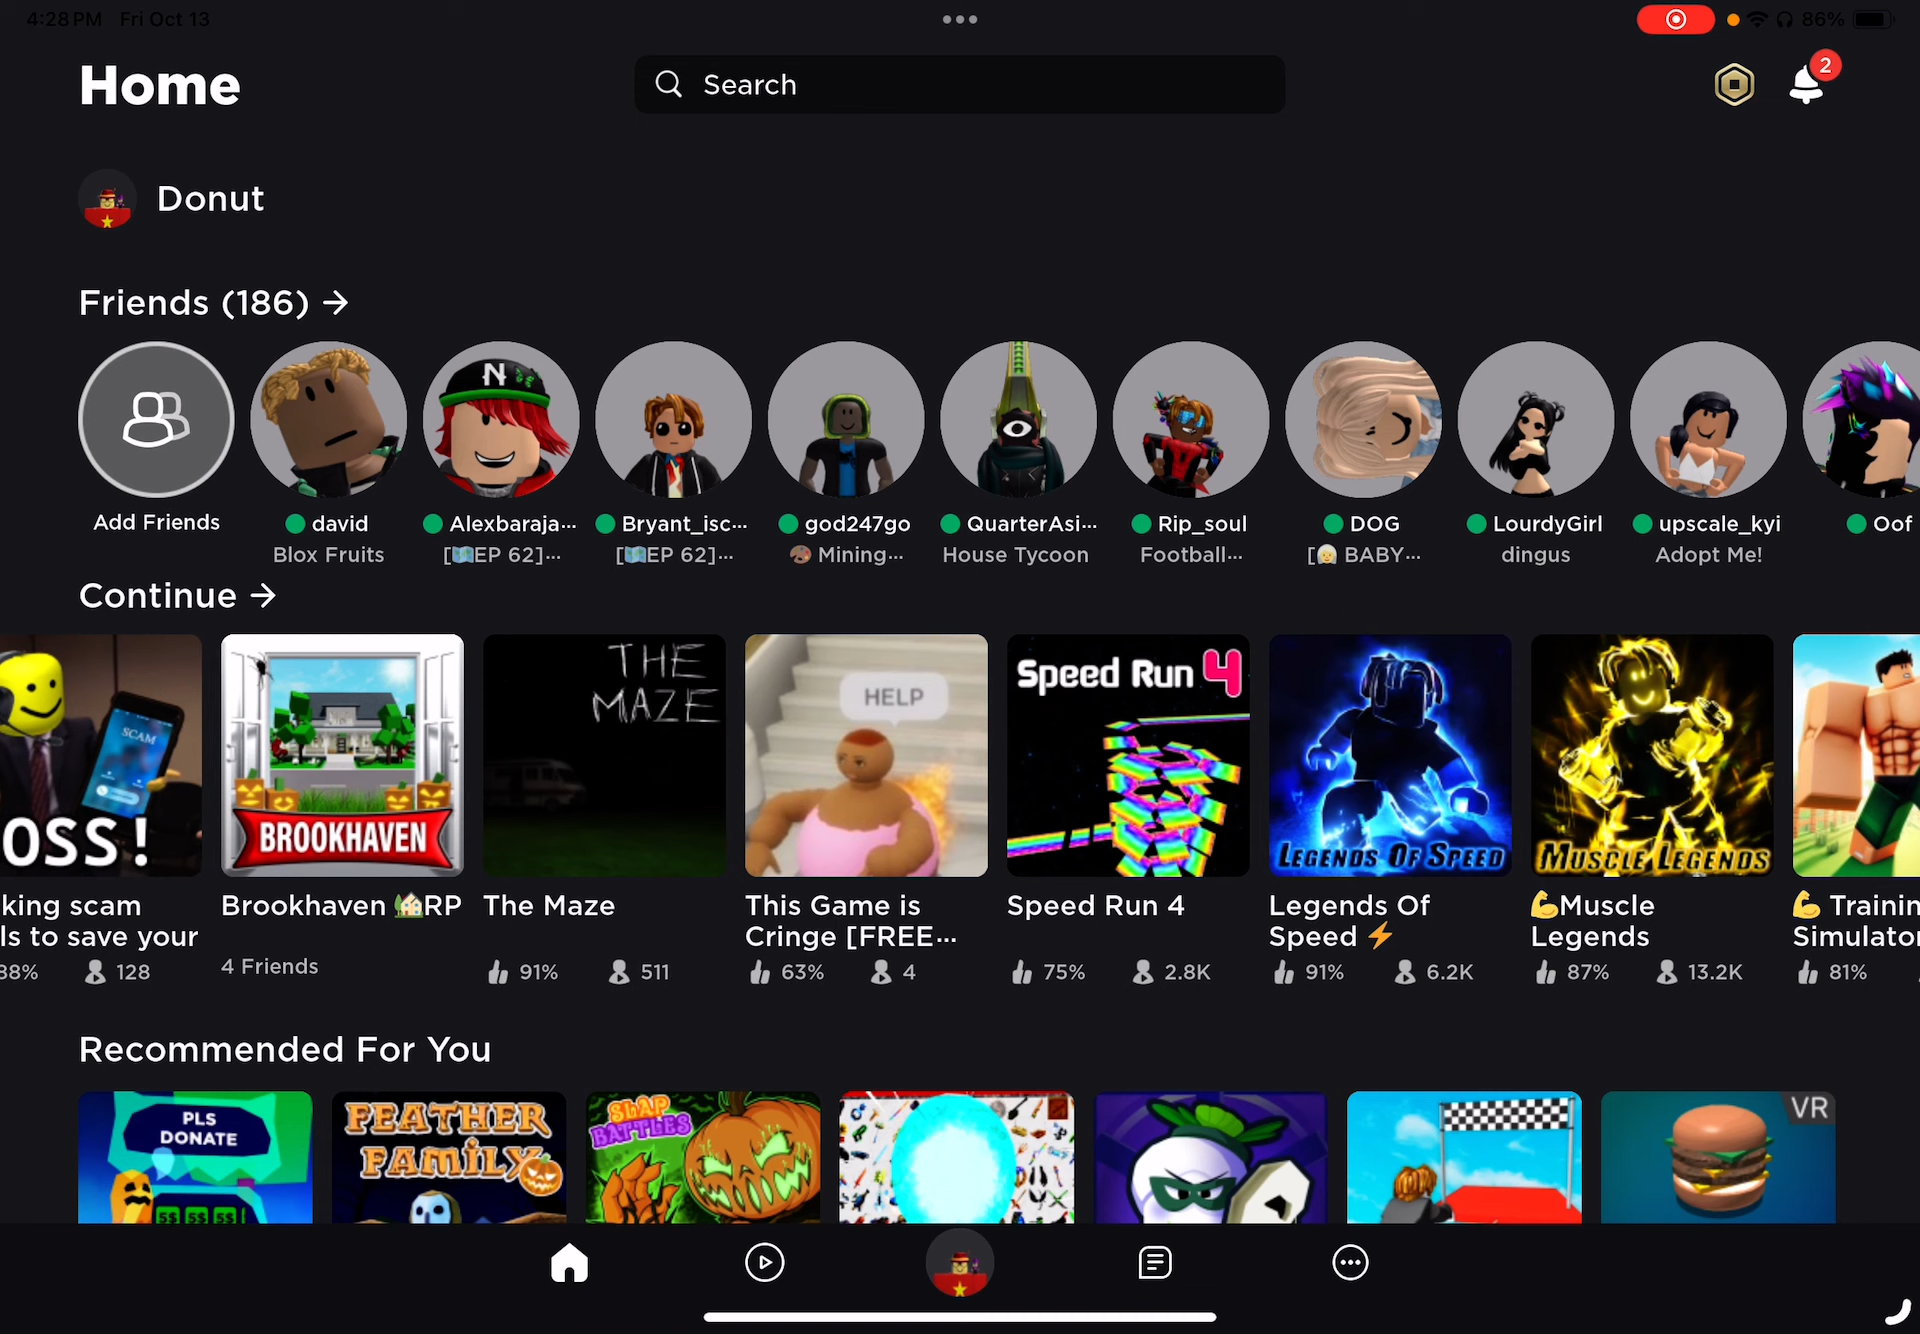 4:28 PM Fri Oct 13
86%
Home
Search
2
Donut
Friends (186) →
N
Add Friends
david
Alexbaraja...
Bryant_isc...
god247go
QuarterAsi...
Rip_soul
DOG
LourdyGirl
upscale_kyi
Oof
Blox Fruits
[🗺️EP 62]...
[🗺️EP 62]...
🎨 Mining...
House Tycoon
Football...
[👶 BABY...
dingus
Adopt Me!
Continue →
SCAM
OSS!
BROOKHAVEN
THE
MAZE
HELP
Speed Run 4
LEGENDS OF SPEED
MUSCLE LEGENDS
king scam
ls to save your
38% 128
Brookhaven 🏡RP
4 Friends
The Maze
91% 511
This Game is
Cringe [FREE...
63% 4
Speed Run 4
75% 2.8K
Legends Of
Speed ⚡
91% 6.2K
💪Muscle
Legends
87% 13.2K
💪 Trainin
Simulato
81%
Recommended For You
PLS
DONATE
5$ 5$ 5$
FEATHER
FAMILY
SLAP
BATTLES
VR